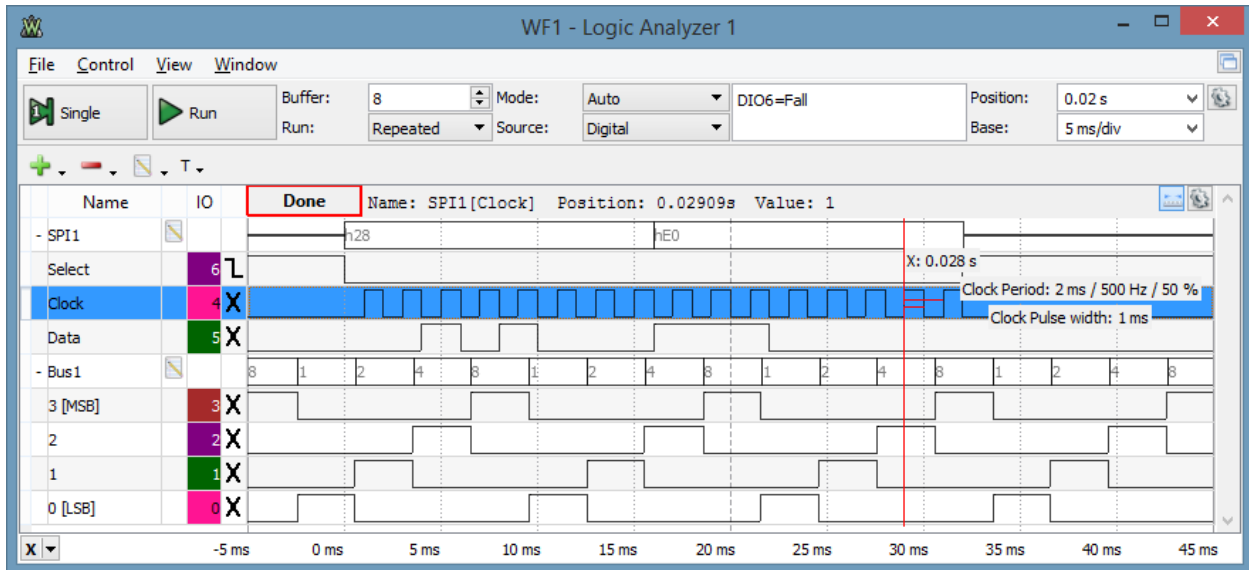 WF1 - Logic Analyzer 1
File Control View Window
Single Run Buffer: 8 Mode: Auto DIO6=Fall Position: 0.02 s
Run: Repeated Source: Digital Base: 5 ms/div
T
Name IO Done Name: SPI1[Clock] Position: 0.02909s Value: 1
- SPI1 h28 hE0
Select 6 X: 0.028 s
Clock 4 X Clock Period: 2 ms / 500 Hz / 50 %
Clock Pulse width: 1 ms
Data 5 X
- Bus1 8 1 2 4 8 1 2 4 8 1 2 4 8 1 2 4 8
3 [MSB] 3 X
2 2 X
1 1 X
0 [LSB] 0 X
X -5 ms 0 ms 5 ms 10 ms 15 ms 20 ms 25 ms 30 ms 35 ms 40 ms 45 ms